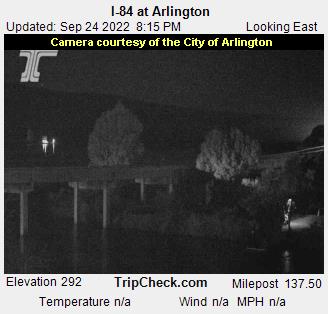 I-84 at Arlington
Updated: Sep 24 2022 8:15 PM Looking East
Camera courtesy of the City of Arlington
Elevation 292 TripCheck.com Milepost 137.50
Temperature n/a Wind n/a MPH n/a